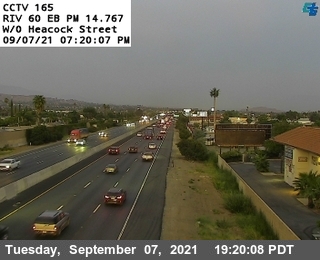 CCTV 165
RIV 60 EB PM 14.767
W/O Heacock Street
09/07/21 07:20:07 PM
Tuesday, September 07, 2021 19:20:08 PDT